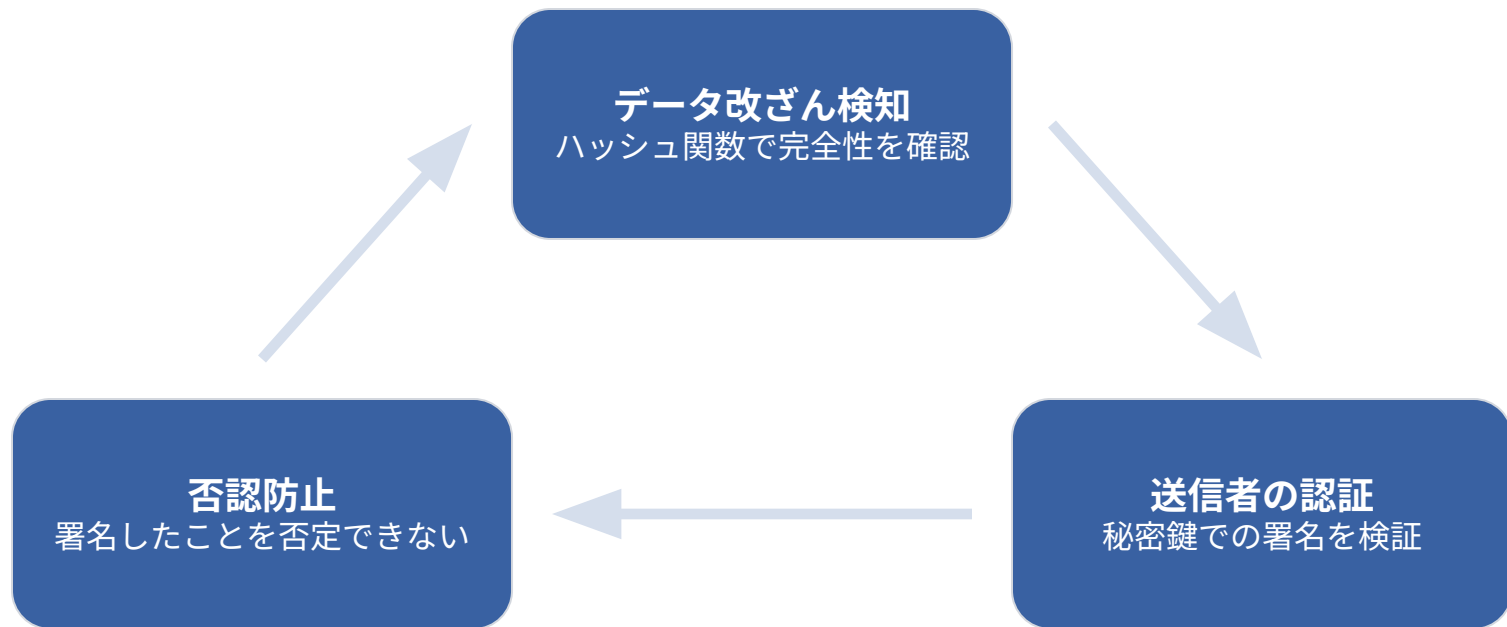 データ改ざん検知
ハッシュ関数で完全性を確認
否認防止
署名したことを否定できない
送信者の認証
秘密鍵での署名を検証